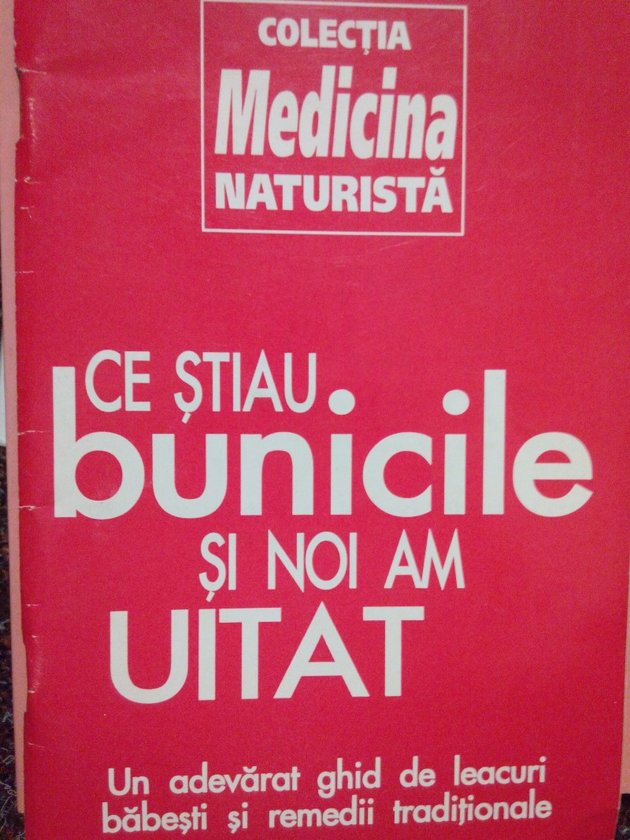 COLECȚIA
Medicina
NATURISTĂ
CE ȘTIAU
bunicile
ȘI NOI AM
UITAT
Un adevărat ghid de leacuri
băbești și remedii tradiționale